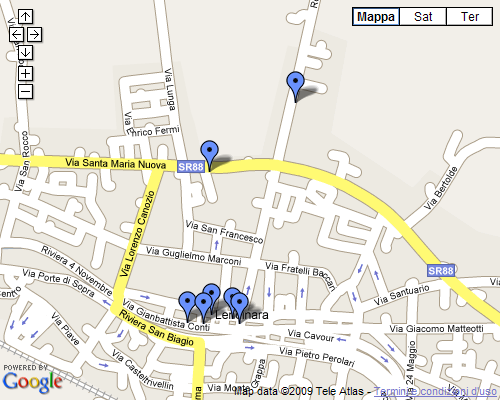 Mappa Sat Ter
Via Lunga
Via E
nrico Fermi
Via San Rocco
Via Santa Maria Nuova
SR88
Via Bertolde
Via Lorenzo Canozio
Via San Francesco
Via Guglielmo Marconi
Via Fratelli Baccari
SR88
Riviera 4 Novembre
Via Porte di Sopra
Via Santuario
Via Gianbattista Conti
Lendinara
Riviera San Biagio
Via Piave
Via Cavour
Via Giacomo Matteotti
Via Pietro Perolari
Via Castelnvellin
Via 24 Maggio
Grappa
Via Monte
POWERED BY
Google
Map data ©2009 Tele Atlas - Termini e condizioni d'uso